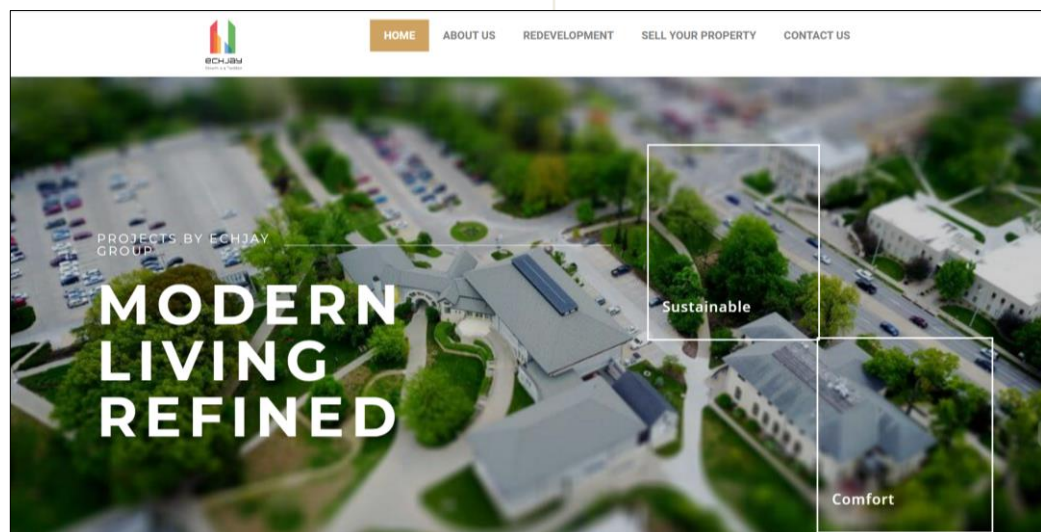 ECHJAY
HOME
ABOUT US
REDEVELOPMENT
SELL YOUR PROPERTY
CONTACT US
PROJECTS BY ECHJAY
GROUP
MODERN
LIVING
REFINED
Sustainable
Comfort